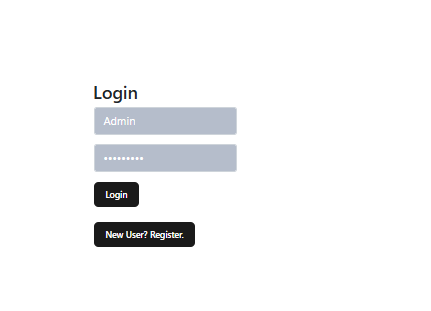 Login
Admin
•••••••••
Login
New User? Register.